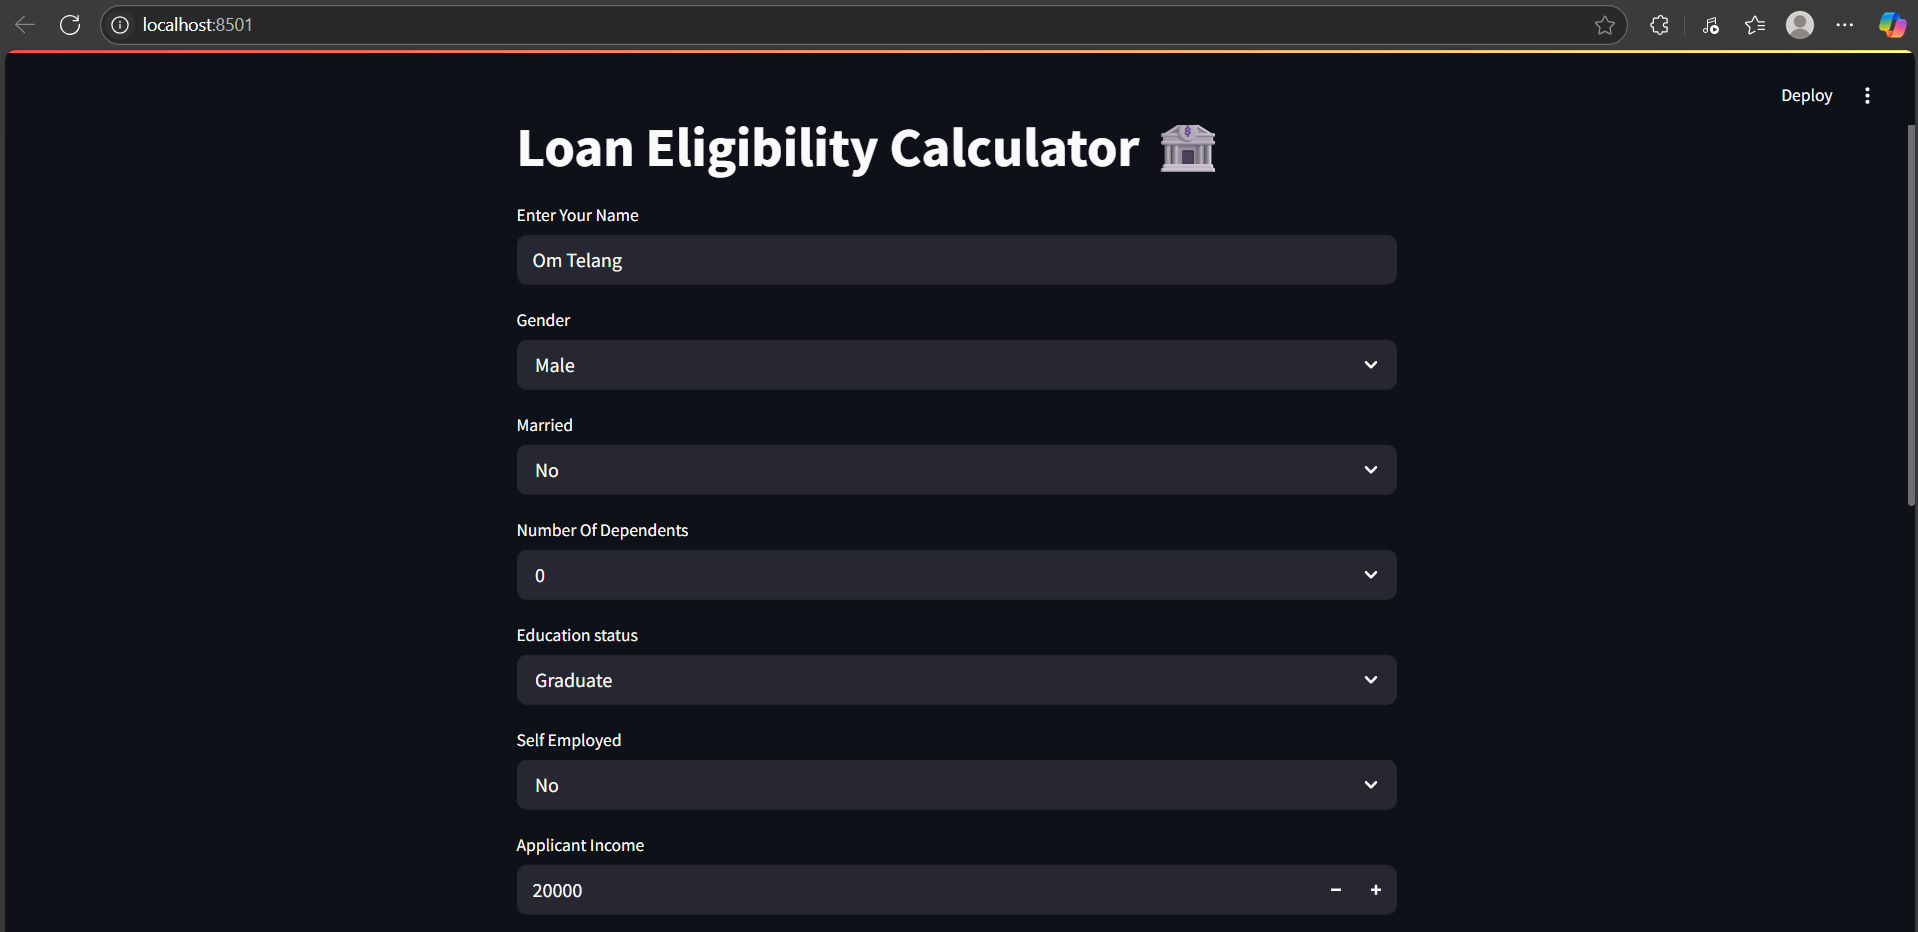 localhost:8501
Deploy
Loan Eligibility Calculator
Enter Your Name
Om Telang
Gender
Male
Married
No
Number Of Dependents
0
Education status
Graduate
Self Employed
No
Applicant Income
20000